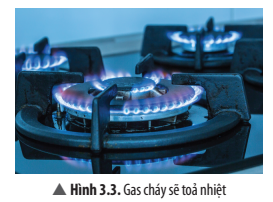 ▲ Hình 3.3. Gas cháy sẽ toả nhiệt